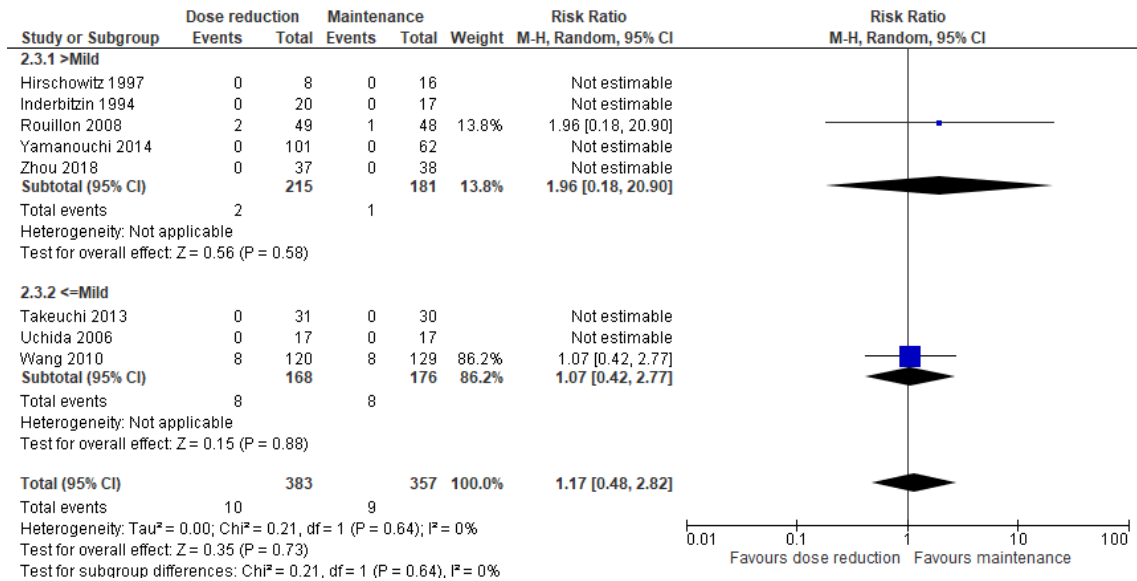 Dose reduction Maintenance Risk Ratio Risk Ratio
Study or Subgroup Events Total Events Total Weight M-H, Random, 95% CI M-H, Random, 95% CI
2.3.1 >Mild
Hirschowitz 1997 0 8 0 16 Not estimable
Inderbitzin 1994 0 20 0 17 Not estimable
Rouillon 2008 2 49 1 48 13.8% 1.96 [0.18, 20.90]
Yamanouchi 2014 0 101 0 62 Not estimable
Zhou 2018 0 37 0 38 Not estimable
Subtotal (95% CI) 215 181 13.8% 1.96 [0.18, 20.90]
Total events 2 1
Heterogeneity: Not applicable
Test for overall effect: Z = 0.56 (P = 0.58)
2.3.2 <=Mild
Takeuchi 2013 0 31 0 30 Not estimable
Uchida 2006 0 17 0 17 Not estimable
Wang 2010 8 120 8 129 86.2% 1.07 [0.42, 2.77]
Subtotal (95% CI) 168 176 86.2% 1.07 [0.42, 2.77]
Total events 8 8
Heterogeneity: Not applicable
Test for overall effect: Z = 0.15 (P = 0.88)
Total (95% CI) 383 357 100.0% 1.17 [0.48, 2.82]
Total events 10 9
Heterogeneity: Tau² = 0.00; Chi² = 0.21, df = 1 (P = 0.64); I² = 0%
Test for overall effect: Z = 0.35 (P = 0.73)
Test for subgroup differences: Chi² = 0.21, df = 1 (P = 0.64), I² = 0%
0.01 0.1 1 10 100
Favours dose reduction Favours maintenance